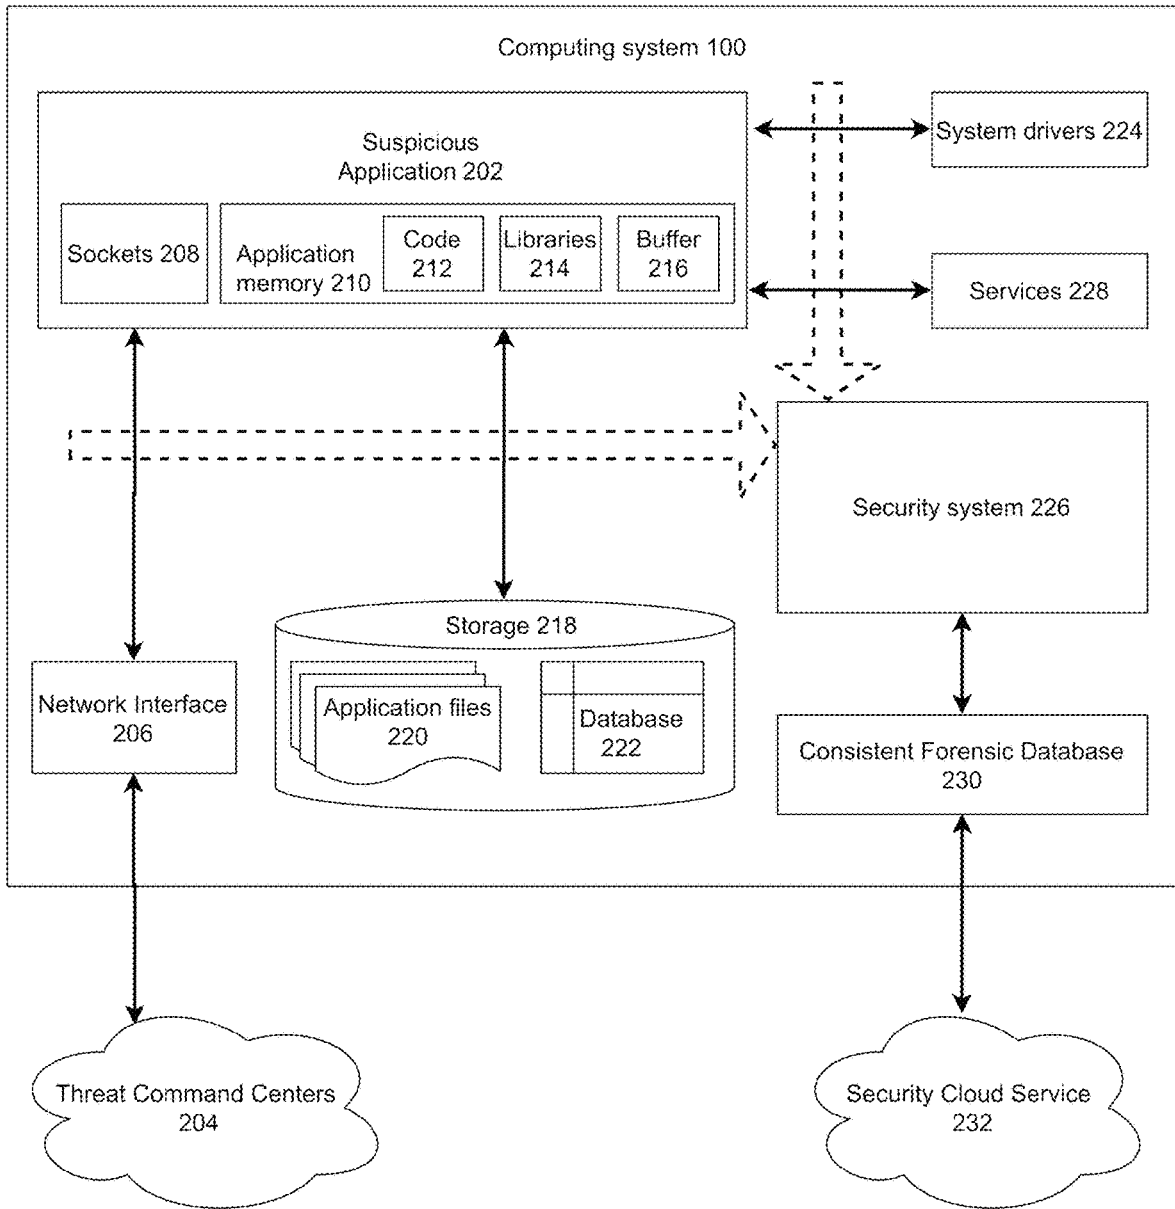 Computing system 100
Suspicious
Application 202
System drivers 224
Sockets 208
Application
memory 210
Code
212
Libraries
214
Buffer
216
Services 228
Security system 226
Storage 218
Network Interface
206
Application files
220
Database
222
Consistent Forensic Database
230
Threat Command Centers
204
Security Cloud Service
232